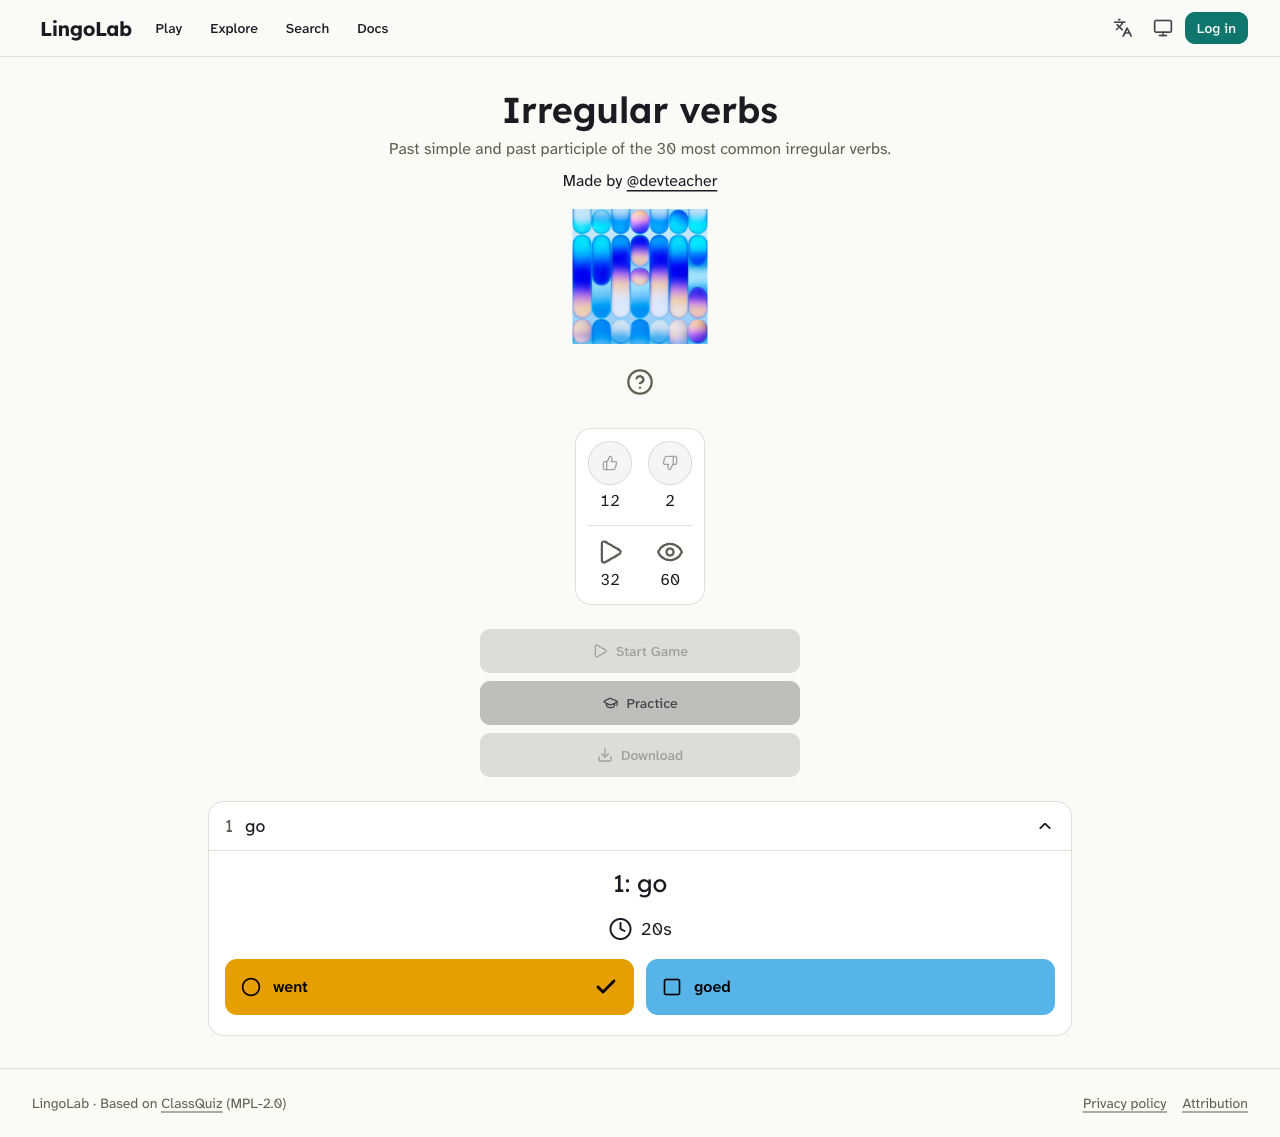 LingoLab Play Explore Search Docs Log in
Irregular verbs
Past simple and past participle of the 30 most common irregular verbs.
Made by @devteacher
12 2
32 60
Start Game
Practice
Download
1 go
1: go
20s
went goed
LingoLab · Based on ClassQuiz (MPL-2.0) Privacy policy Attribution